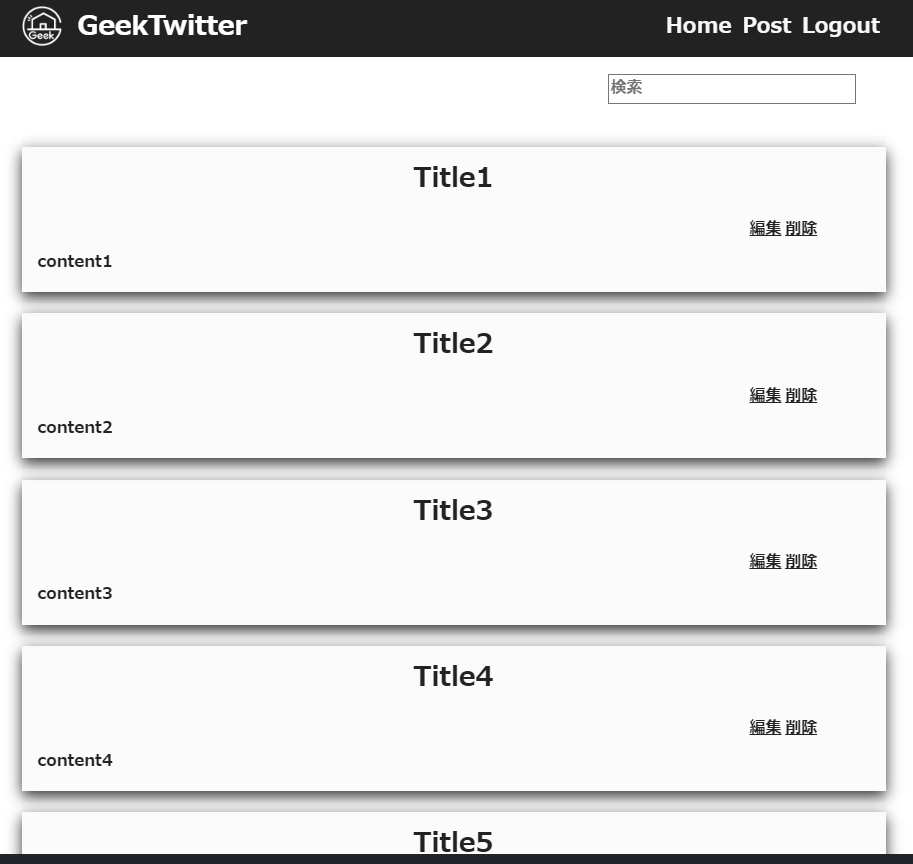 Geek
GeekTwitter
Home Post Logout
検索
Title1
編集 削除
content1
Title2
編集 削除
content2
Title3
編集 削除
content3
Title4
編集 削除
content4
Title5